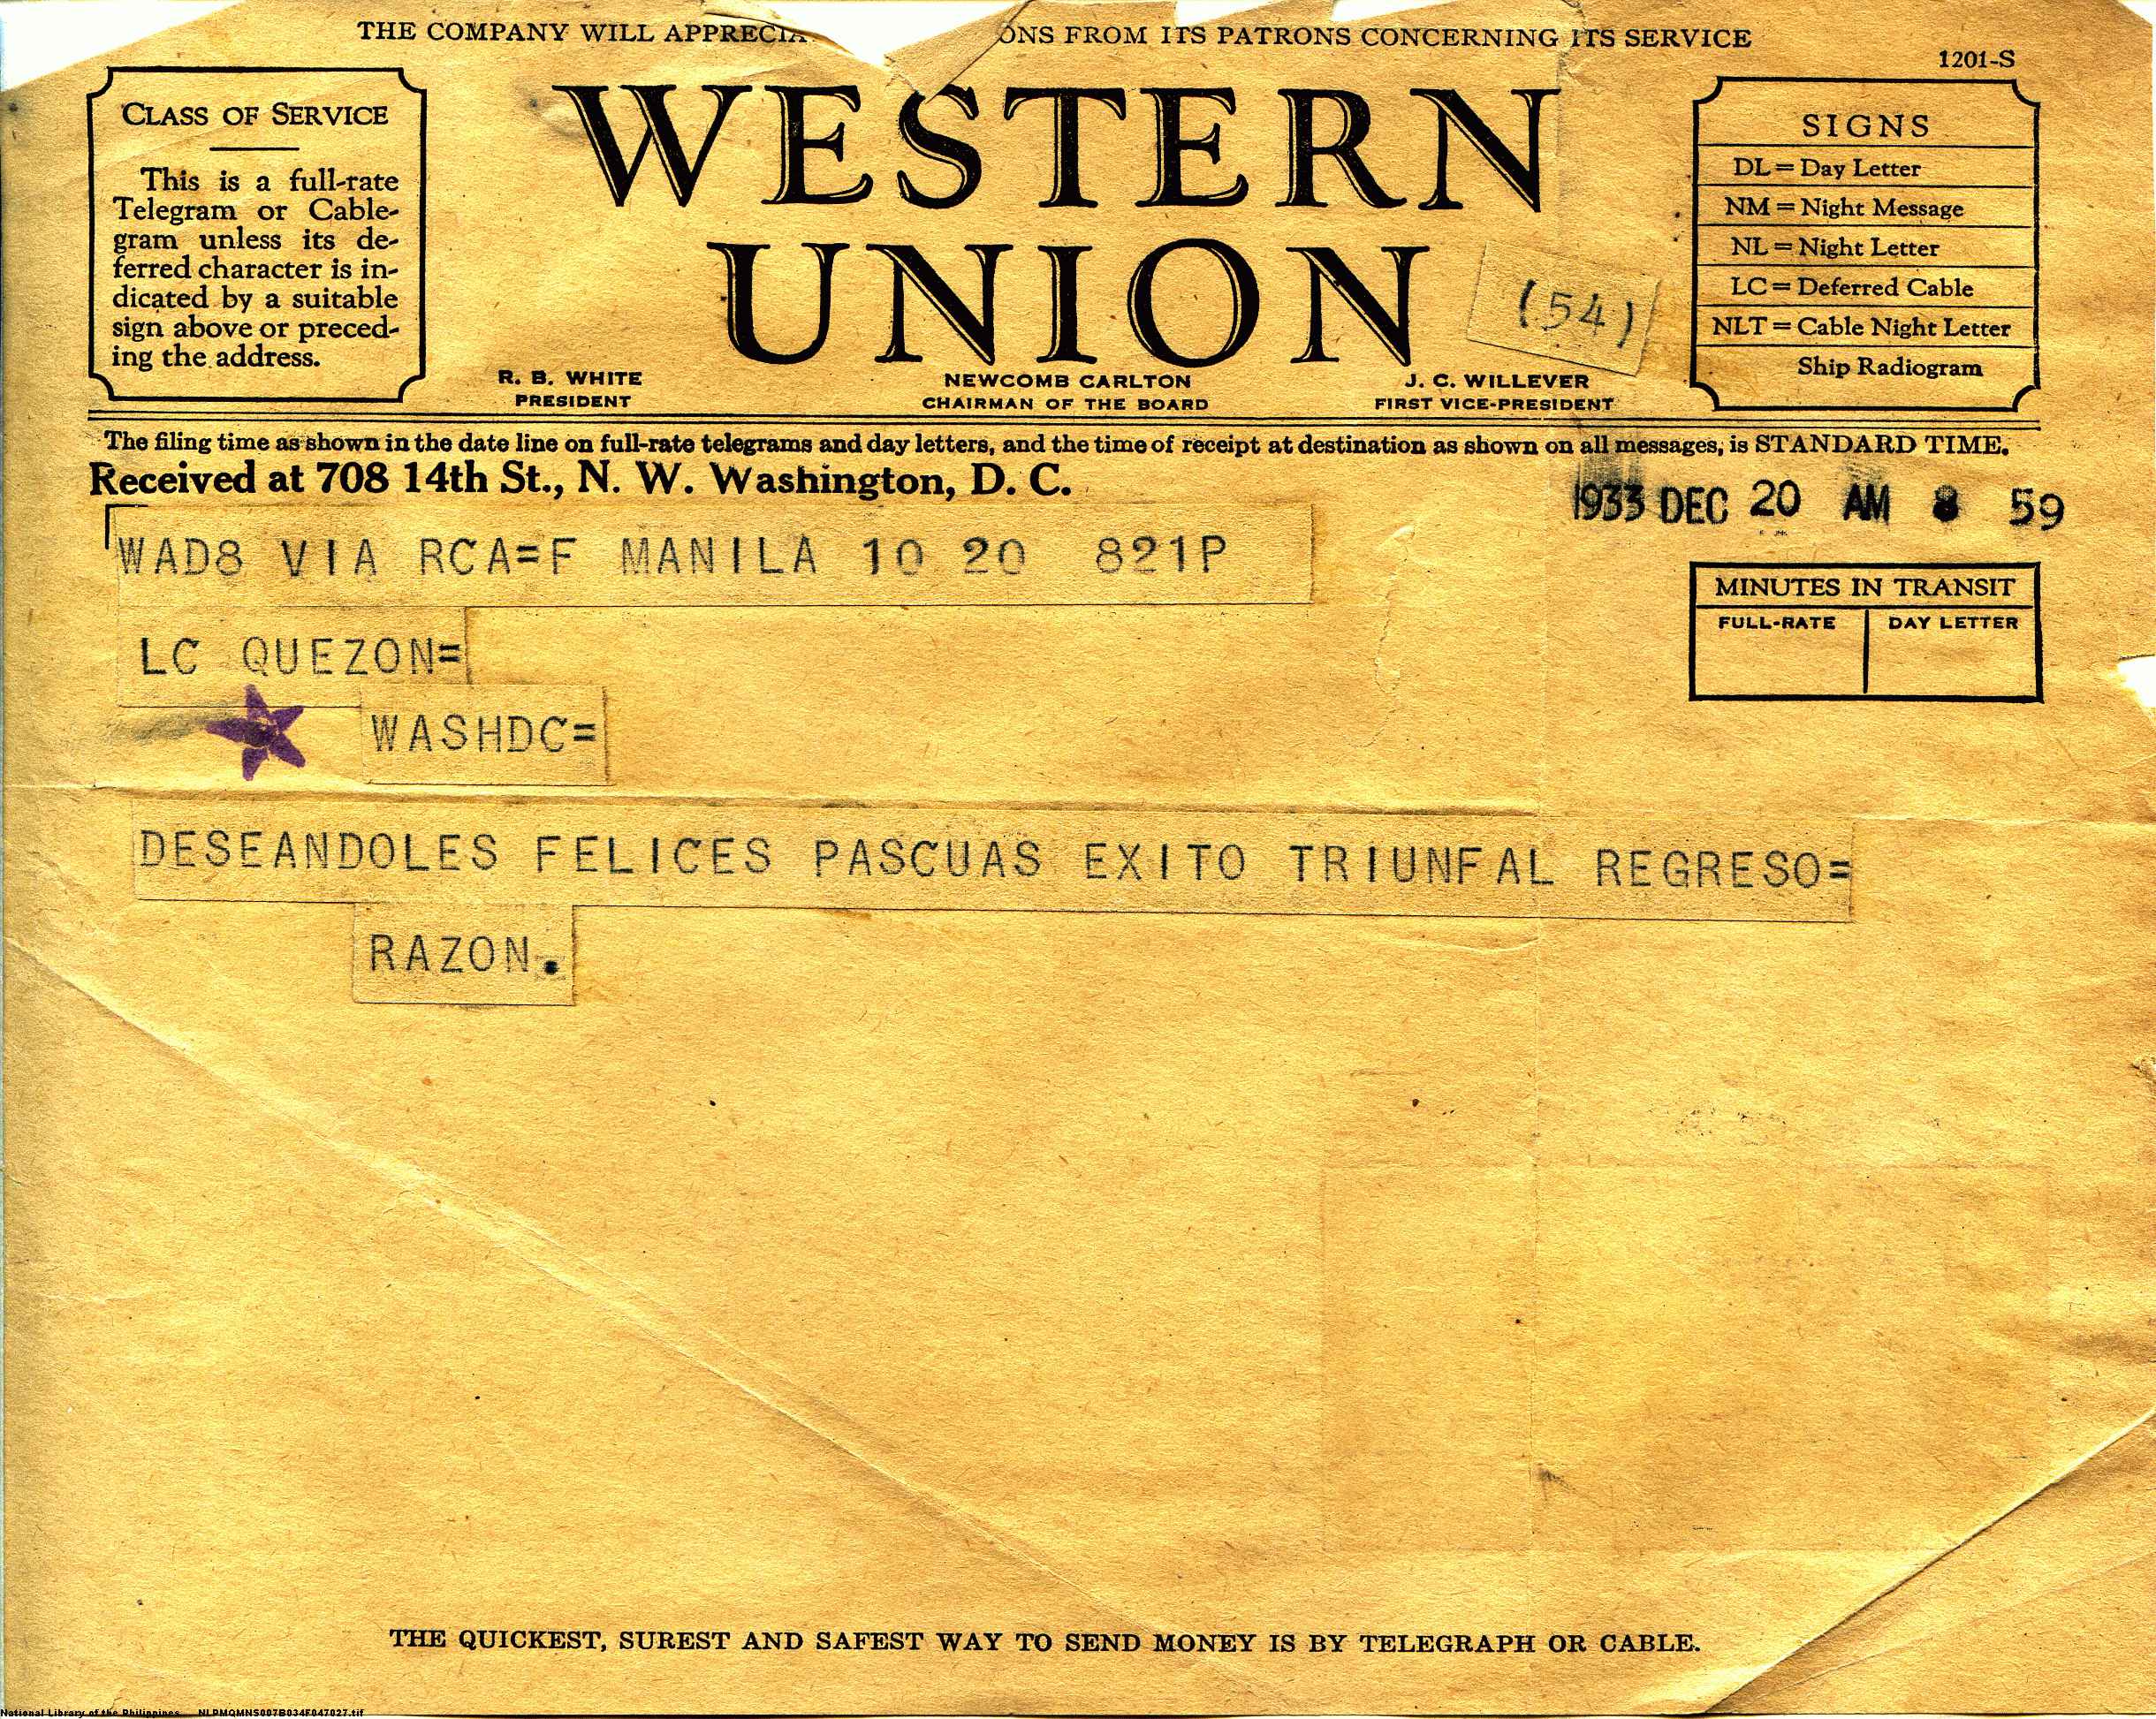 THE COMPANY WILL APPRECIA ONS FROM ITS PATRONS CONCERNING ITS SERVICE
1201-S
CLASS OF SERVICE
This is a full-rate
Telegram or Cable-
gram unless its de-
ferred character is in-
dicated by a suitable
sign above or preced-
ing the address.
WESTERN
UNION
(54)
SIGNS
DL = Day Letter
NM = Night Message
NL = Night Letter
LC = Deferred Cable
NLT = Cable Night Letter
Ship Radiogram
R. B. WHITE
PRESIDENT
NEWCOMB CARLTON
CHAIRMAN OF THE BOARD
J. C. WILLEVER
FIRST VICE-PRESIDENT
The filing time as shown in the date line on full-rate telegrams and day letters, and the time of receipt at destination as shown on all messages, is STANDARD TIME.
Received at 708 14th St., N. W. Washington, D. C.
1933 DEC 20 AM 8 59
WAD8 VIA RCA=F MANILA 10 20 821P
MINUTES IN TRANSIT
FULL-RATE DAY LETTER
LC QUEZON=
WASHDC=
DESEANDOLES FELICES PASCUAS EXITO TRIUNFAL REGRESO=
RAZON.
THE QUICKEST, SUREST AND SAFEST WAY TO SEND MONEY IS BY TELEGRAPH OR CABLE.
National Library of the Philippines NLPMQMNS007B034F047027.tif